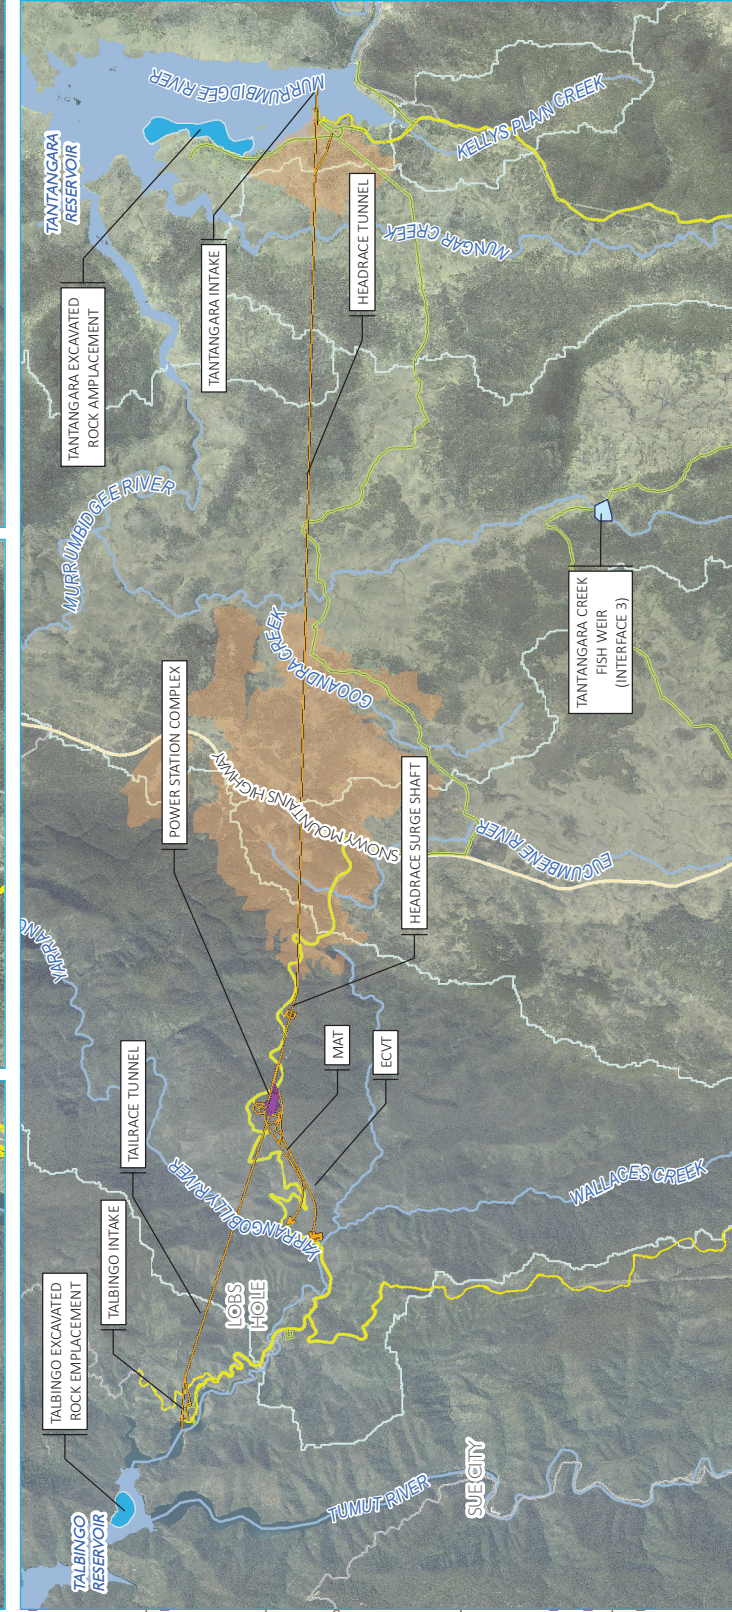 TALBINGO
RESERVOIR
TALBINGO EXCAVATED
ROCK EMPLACEMENT
TALBINGO INTAKE
TAILRACE TUNNEL
POWER STATION COMPLEX
TANTANGARA EXCAVATED
ROCK AMPLACEMENT
TANTANGARA
RESERVOIR
MURRUMBIDGEE RIVER
TANTANGARA INTAKE
MURRUMBIDGEE RIVER
YARRANG
YARRANGOBILLY RIVER
LOBS
HOLE
MAT
ECVT
HEADRACE SURGE SHAFT
SNOWY MOUNTAINS HIGHWAY
GOOANDRA CREEK
HEADRACE TUNNEL
NUNGAR CREEK
KELLYS PLAIN CREEK
TUMUT RIVER
SUE CITY
WALLACES CREEK
EUCUMBENE RIVER
TANTANGARA CREEK
FISH WEIR
(INTERFACE 3)